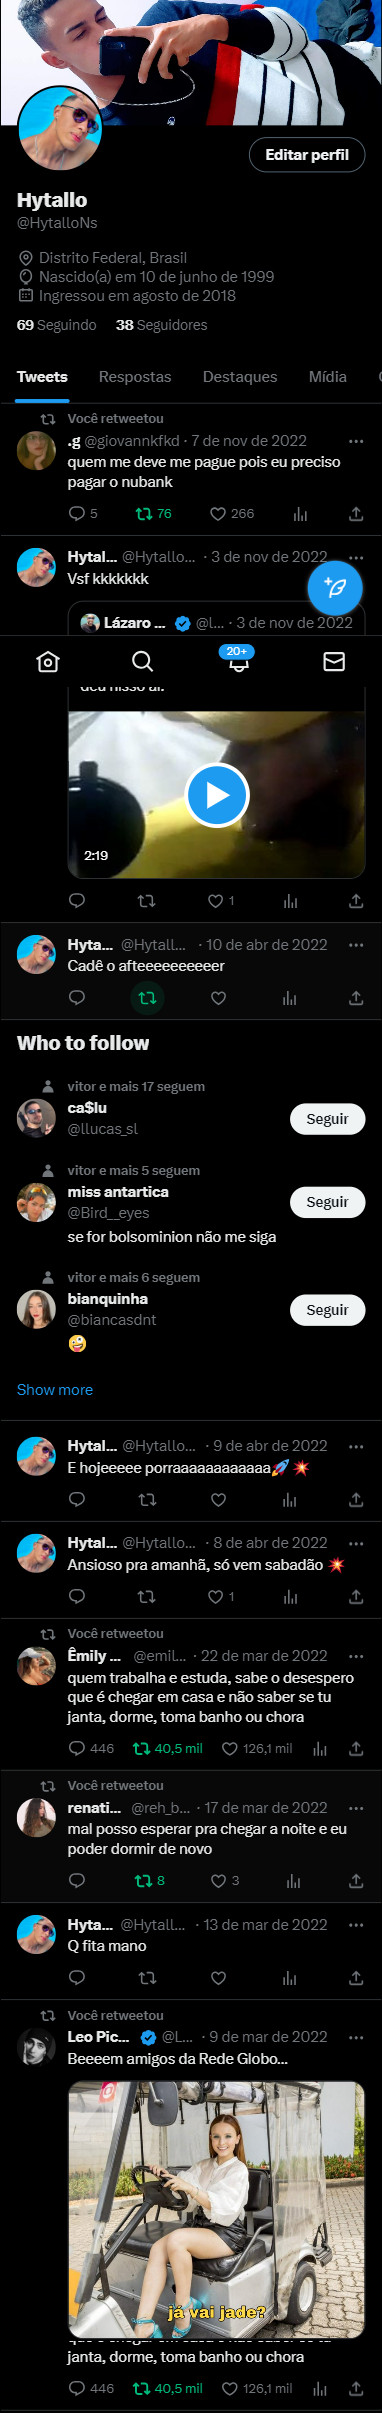 Editar perfil
Hytallo
@HytalloNs
Distrito Federal, Brasil
Nascido(a) em 10 de junho de 1999
Ingressou em agosto de 2018
69 Seguindo 38 Seguidores
Tweets Respostas Destaques Mídia
Você retweetou
.g @giovannkfkd · 7 de nov de 2022
quem me deve me pague pois eu preciso
pagar o nubank
5 76 266
Hytal... @Hytallo... · 3 de nov de 2022
Vsf kkkkkkk
Lázaro ... @l... · 3 de nov de 2022
20+
deu nisso aí.
2:19
1
Hyta... @Hytall... · 10 de abr de 2022
Cadê o afteeeeeeeeeer
Who to follow
vitor e mais 17 seguem
ca$lu
@llucas_sl
Seguir
vitor e mais 5 seguem
miss antartica
@Bird__eyes
Seguir
se for bolsominion não me siga
vitor e mais 6 seguem
bianquinha
@biancasdnt
Seguir
🤪
Show more
Hytal... @Hytallo... · 9 de abr de 2022
E hojeeeee porraaaaaaaaaaaa🚀💥
Hytal... @Hytallo... · 8 de abr de 2022
Ansioso pra amanhã, só vem sabadão 💥
1
Você retweetou
Êmily ... @emil... · 22 de mar de 2022
quem trabalha e estuda, sabe o desespero
que é chegar em casa e não saber se tu
janta, dorme, toma banho ou chora
446 40,5 mil 126,1 mil
Você retweetou
renati... @reh_b... · 17 de mar de 2022
mal posso esperar pra chegar a noite e eu
poder dormir de novo
8 3
Hyta... @Hytall... · 13 de mar de 2022
Q fita mano
Você retweetou
Leo Pic... @L... · 9 de mar de 2022
Beeeem amigos da Rede Globo...
já vai jade?
que é chegar em casa e não saber se tu
janta, dorme, toma banho ou chora
446 40,5 mil 126,1 mil